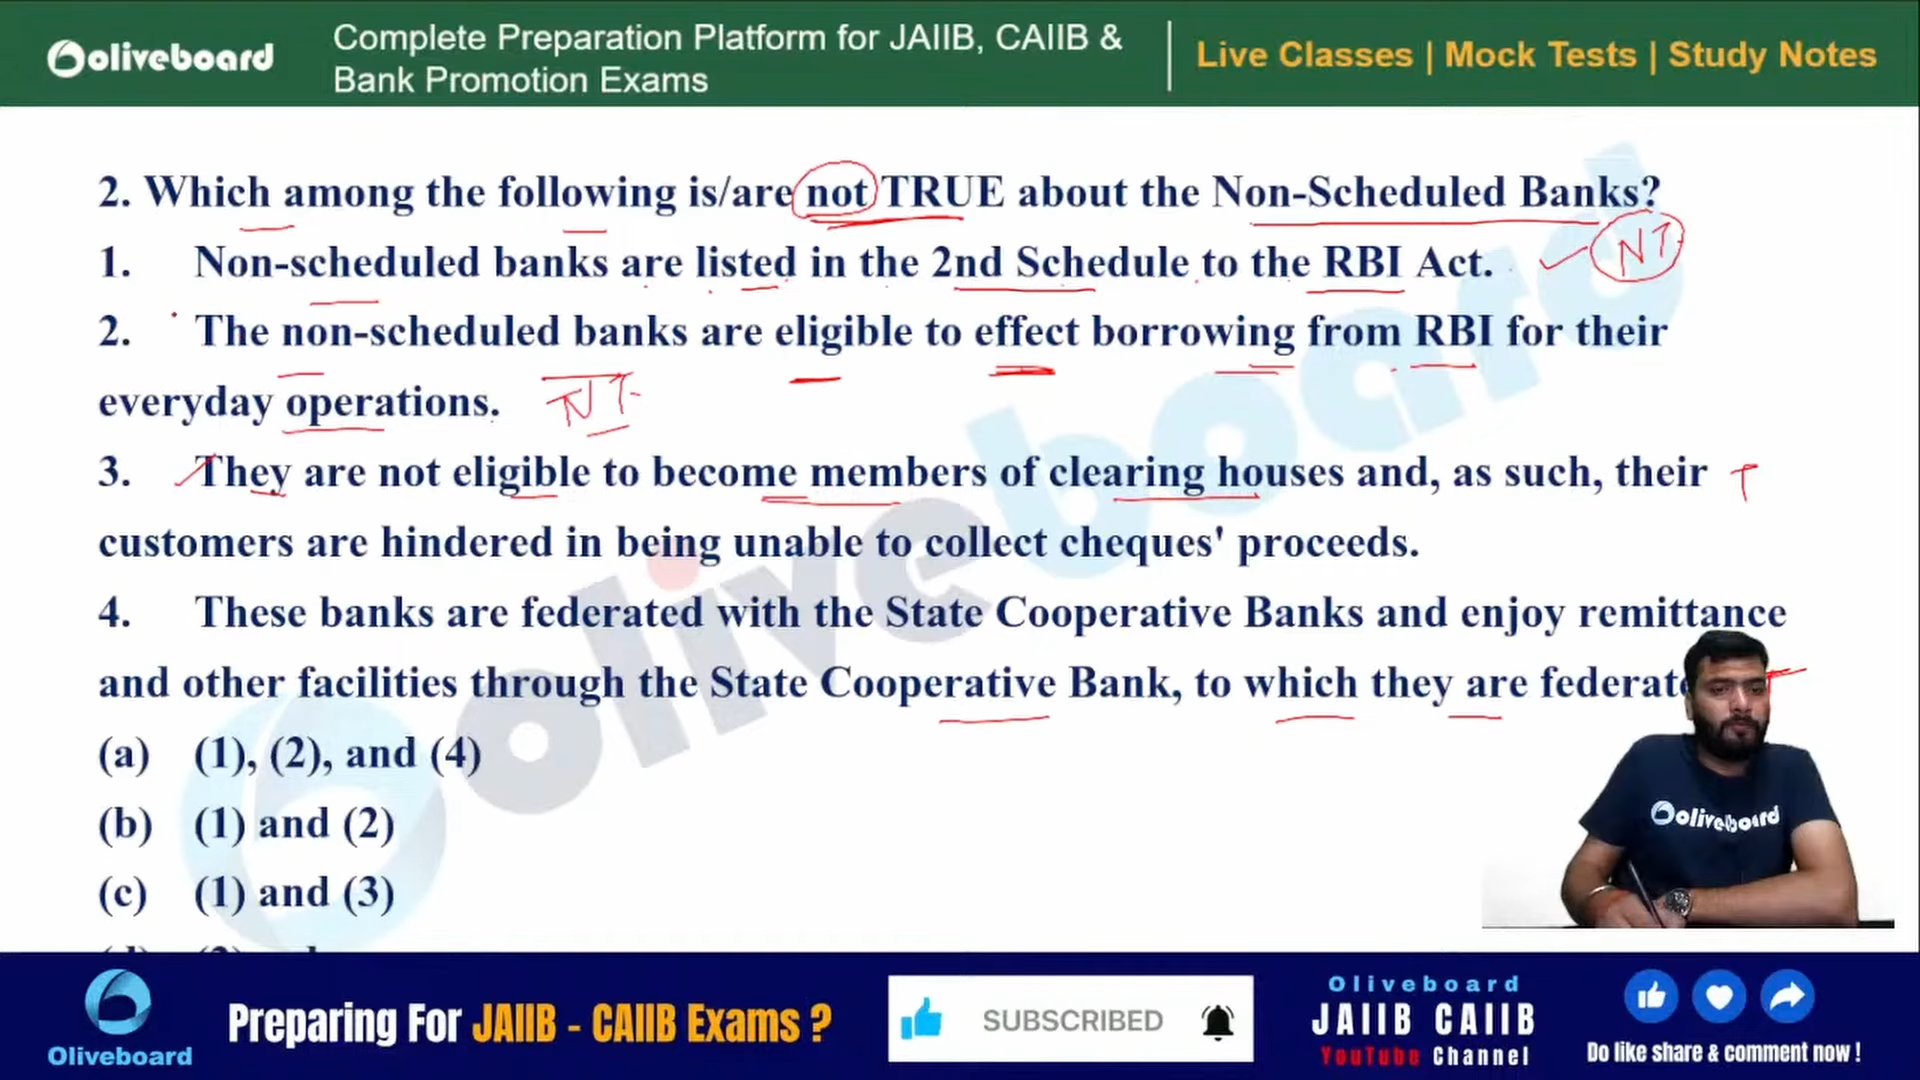 oliveboard
Complete Preparation Platform for JAIIB, CAIIB &
Bank Promotion Exams
Live Classes | Mock Tests | Study Notes
2. Which among the following is/are not TRUE about the Non-Scheduled Banks?
1. Non-scheduled banks are listed in the 2nd Schedule to the RBI Act.
NT
2. The non-scheduled banks are eligible to effect borrowing from RBI for their
everyday operations.
NT
3. They are not eligible to become members of clearing houses and, as such, their
T
customers are hindered in being unable to collect cheques' proceeds.
4. These banks are federated with the State Cooperative Banks and enjoy remittance
and other facilities through the State Cooperative Bank, to which they are
(a) (1), (2), and (4)
(b) (1) and (2)
(c) (1) and (3)
oliveboard
oliveboard
Preparing For JAIIB - CAIIB Exams ?
Oliveboard
SUBSCRIBED
Oliveboard
JAIIB CAIIB
YouTube Channel
Do like share & comment now !